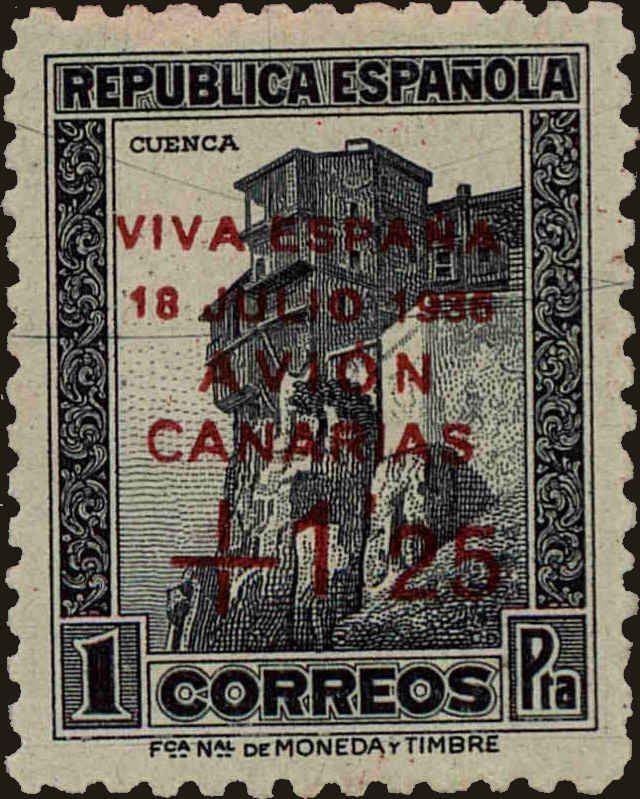 REPUBLICA ESPAÑOLA
CUENCA
VIVA ESPAÑA
18 JULIO 1936
AVIÓN
CANARIAS
+1'25
1 CORREOS Pta
FCA NAL DE MONEDA Y TIMBRE